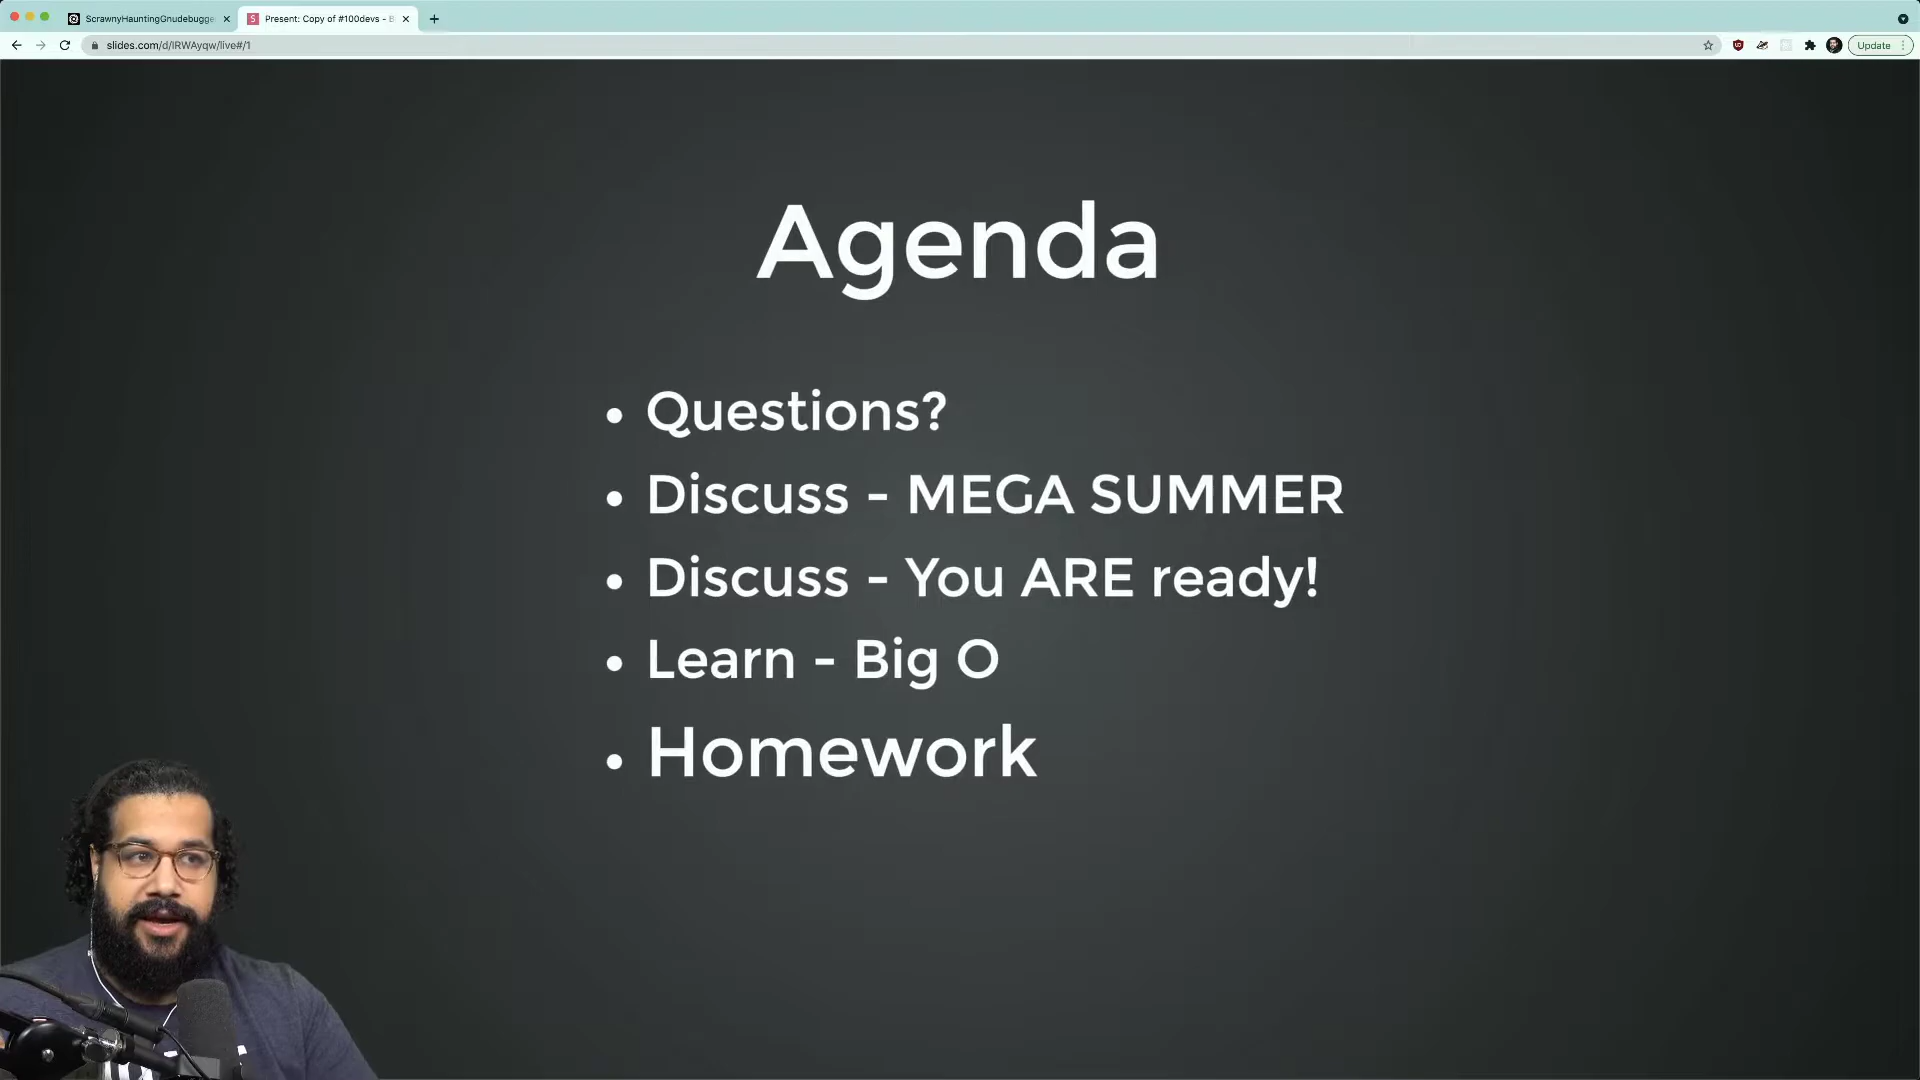 ScrawnyHauntingGnudebugge
Present: Copy of #100devs - B
slides.com/d/IRWAyqw/live#/1
Update
Agenda
Questions?
Discuss - MEGA SUMMER
Discuss - You ARE ready!
Learn - Big O
Homework